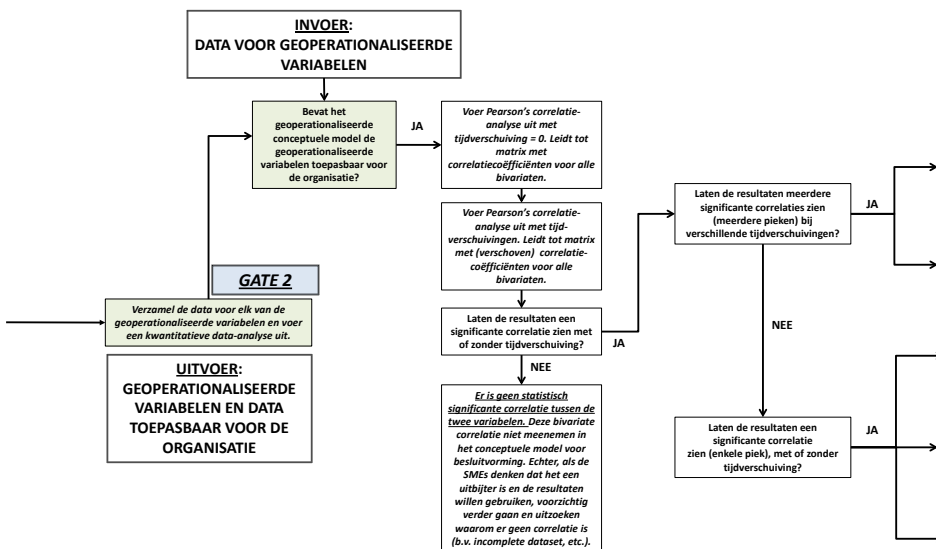 INVOER:
DATA VOOR GEOPERATIONALISEERDE
VARIABELEN
Bevat het
geoperationaliseerde
conceptuele model de
geoperationaliseerde
variabelen toepasbaar voor
de organisatie?
JA
Voer Pearson's correlatie-
analyse uit met
tijdverschuiving = 0. Leidt tot
matrix met
correlatiecoëfficiënten voor alle
bivariaten.
Voer Pearson's correlatie-
analyse uit met tijd-
verschuivingen. Leidt tot matrix
met (verschoven) correlatie-
coëfficiënten voor alle
bivariaten.
Laten de resultaten meerdere
significante correlaties zien
(meerdere pieken) bij
verschillende tijdverschuivingen?
JA
GATE 2
Verzamel de data voor elk van de
geoperationaliseerde variabelen en voer
een kwantitatieve data-analyse uit.
Laten de resultaten een
significante correlatie zien met
of zonder tijdverschuiving?
JA
NEE
NEE
UITVOER:
GEOPERATIONALISEERDE
VARIABELEN EN DATA
TOEPASBAAR VOOR DE
ORGANISATIE
Er is geen statistisch
significante correlatie tussen de
twee variabelen. Deze bivariate
correlatie niet meenemen in
het conceptuele model voor
besluitvorming. Echter, als de
SMEs denken dat het een
uitbijter is en de resultaten
willen gebruiken, voorzichtig
verder gaan en uitzoeken
waarom er geen correlatie is
(b.v. incomplete dataset, etc.).
Laten de resultaten een
significante correlatie
zien (enkele piek), met of zonder
tijdverschuiving?
JA